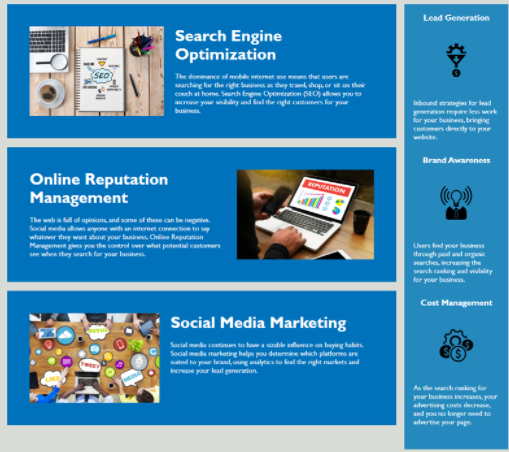 Search Engine
Optimization
The dominance of mobile internet use means that users are
searching for the right business as they travel, shop, or sit on their
couch at home. Search Engine Optimization (SEO) allows you to
increase your visibility and find the right customers for your
business.
SEO
Online Reputation
Management
The web is full of opinions, and some of these can be negative.
Social media allows anyone with an internet connection to say
whatever they want about your business. Online Reputation
Management gives you the control over what potential customers
see when they search for your business.
REPUTATION
Social Media Marketing
Social media continues to have a sizable influence on buying habits.
Social media marketing helps you determine which platforms are
suited to your brand, using analytics to find the right markets and
increase your lead generation.
TWEET
LIKE
MEDIA
Lead Generation
Inbound strategies for lead
generation require less work
for your business, bringing
customers directly to your
website.
Brand Awareness
Users find your business
through paid and organic
searches, increasing the
search ranking and visibility
for your business.
Cost Management
As the search ranking for
your business increases, your
advertising costs decrease,
and you no longer need to
advertise your page.